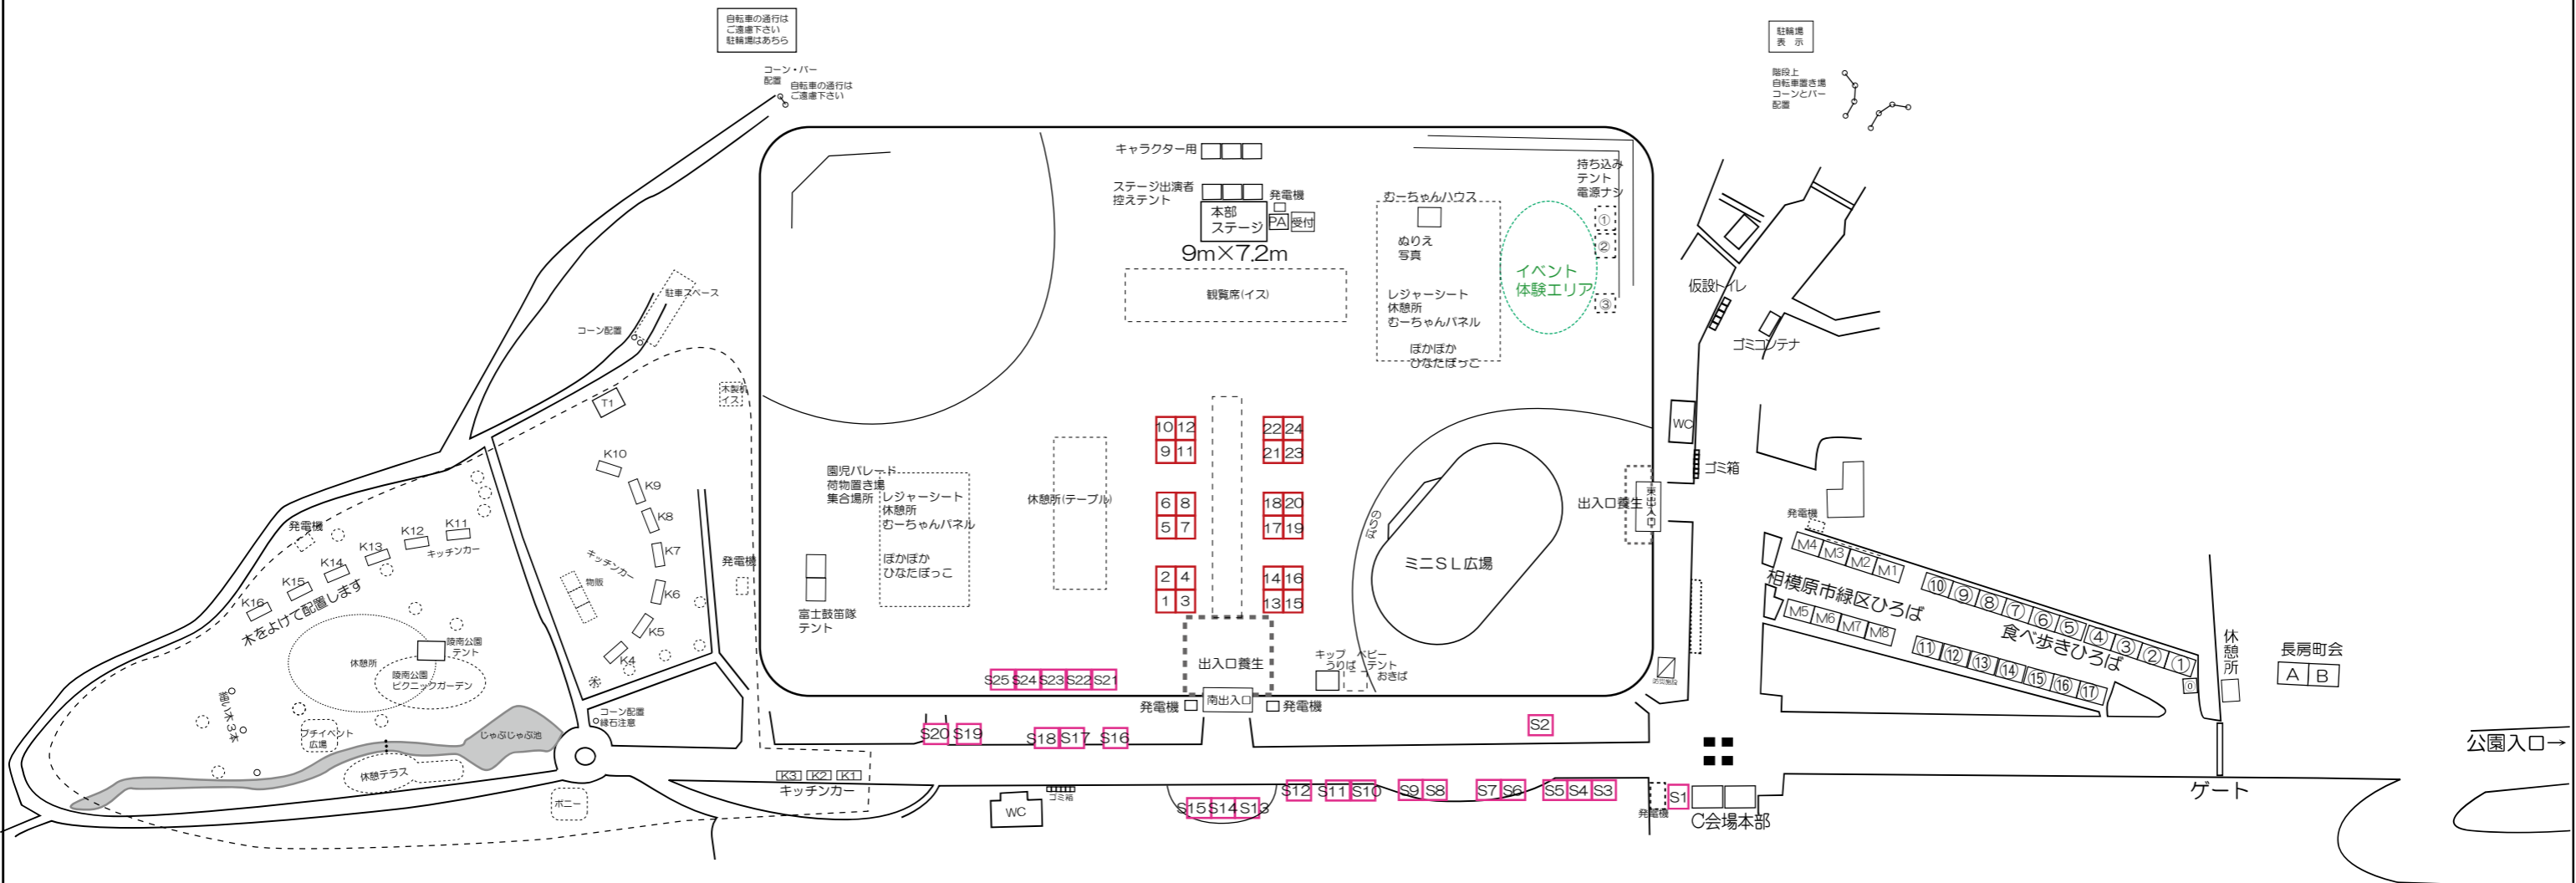 自転車の通行は
ご遠慮下さい
駐輪場はあちら
コーン・バー
配置
自転車の通行は
ご遠慮下さい
駐輪場
表 示
階段上
自転車置き場
コーンとバー
配置
キャラクター用
ステージ出演者
控えテント
発電機
本部
ステージ
PA
受付
9m×7.2m
観覧席(イス)
むーちゃんハウス
ぬりえ
写真
レジャーシート
休憩所
むーちゃんパネル
ぽかぽか
ひなたぼっこ
持ち込み
テント
電源ナシ
①
②
③
イベント
体験エリア
仮設トイレ
ゴミコンテナ
WC
ゴミ箱
駐車スペース
コーン配置
木製机
イス
T1
K10
K9
K8
K7
K6
K5
K4
キッチンカー
物販
発電機
発電機
K11
K12
K13
K14
K15
K16
キッチンカー
木をよけて配置します
休憩所
陵南公園
テント
陵南公園
ピクニックガーデン
細い木3本
プチイベント
広場
じゃぶじゃぶ池
休憩テラス
ポニー
コーン配置
縁石注意
園児パレード
荷物置き場
集合場所
レジャーシート
休憩所
むーちゃんパネル
ぽかぽか
ひなたぼっこ
富士鼓笛隊
テント
休憩所(テーブル)
10 12
9 11
6 8
5 7
2 4
1 3
22 24
21 23
18 20
17 19
14 16
13 15
のりば
ミニSL広場
出入口養生
東出入口
出入口養生
南出入口
発電機
発電機
キップ
うりば
ベビー
テント
おきば
S25 S24 S23 S22 S21
S20 S19
S18 S17
S16
S2
K3 K2 K1
キッチンカー
WC
ゴミ箱
S15 S14 S13
S12
S11 S10
S9 S8
S7 S6
S5 S4 S3
発電機
S1
C会場本部
発電機
M4 M3 M2 M1
相模原市緑区ひろば
M5 M6 M7 M8
⑩ ⑨ ⑧ ⑦ ⑥ ⑤ ④ ③ ② ①
食べ歩きひろば
⑪ ⑫ ⑬ ⑭ ⑮ ⑯ ⑰
0
休憩所
長房町会
A B
公園入口→
ゲート